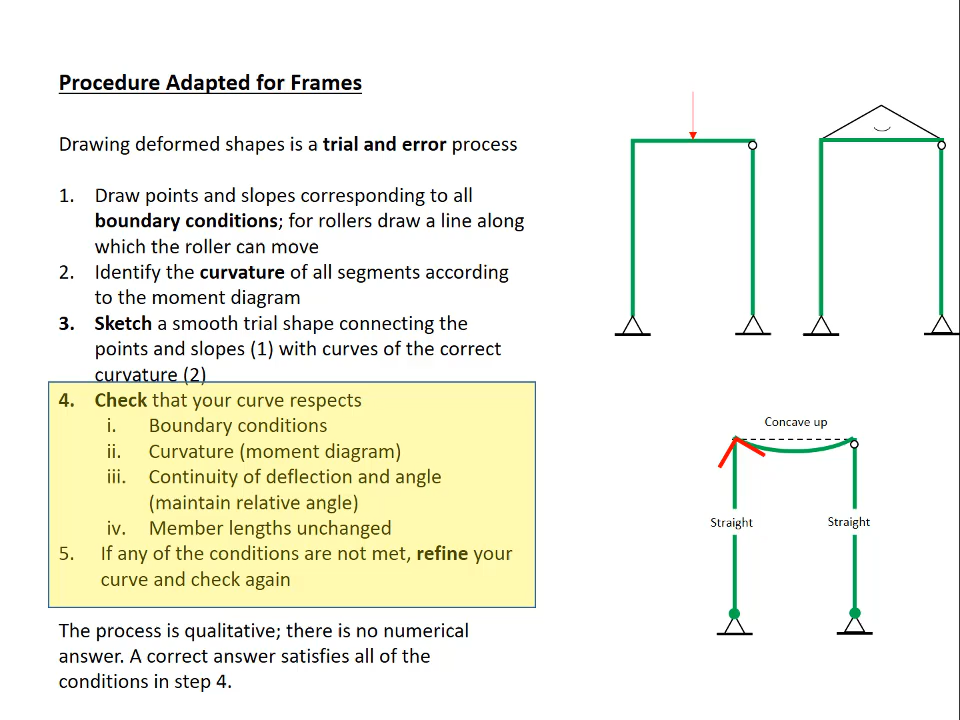 Procedure Adapted for Frames
Drawing deformed shapes is a trial and error process
1. Draw points and slopes corresponding to all
boundary conditions; for rollers draw a line along
which the roller can move
2. Identify the curvature of all segments according
to the moment diagram
3. Sketch a smooth trial shape connecting the
points and slopes (1) with curves of the correct
curvature (2)
4. Check that your curve respects
i. Boundary conditions
ii. Curvature (moment diagram)
iii. Continuity of deflection and angle
(maintain relative angle)
iv. Member lengths unchanged
5. If any of the conditions are not met, refine your
curve and check again
The process is qualitative; there is no numerical
answer. A correct answer satisfies all of the
conditions in step 4.
Concave up
Straight
Straight